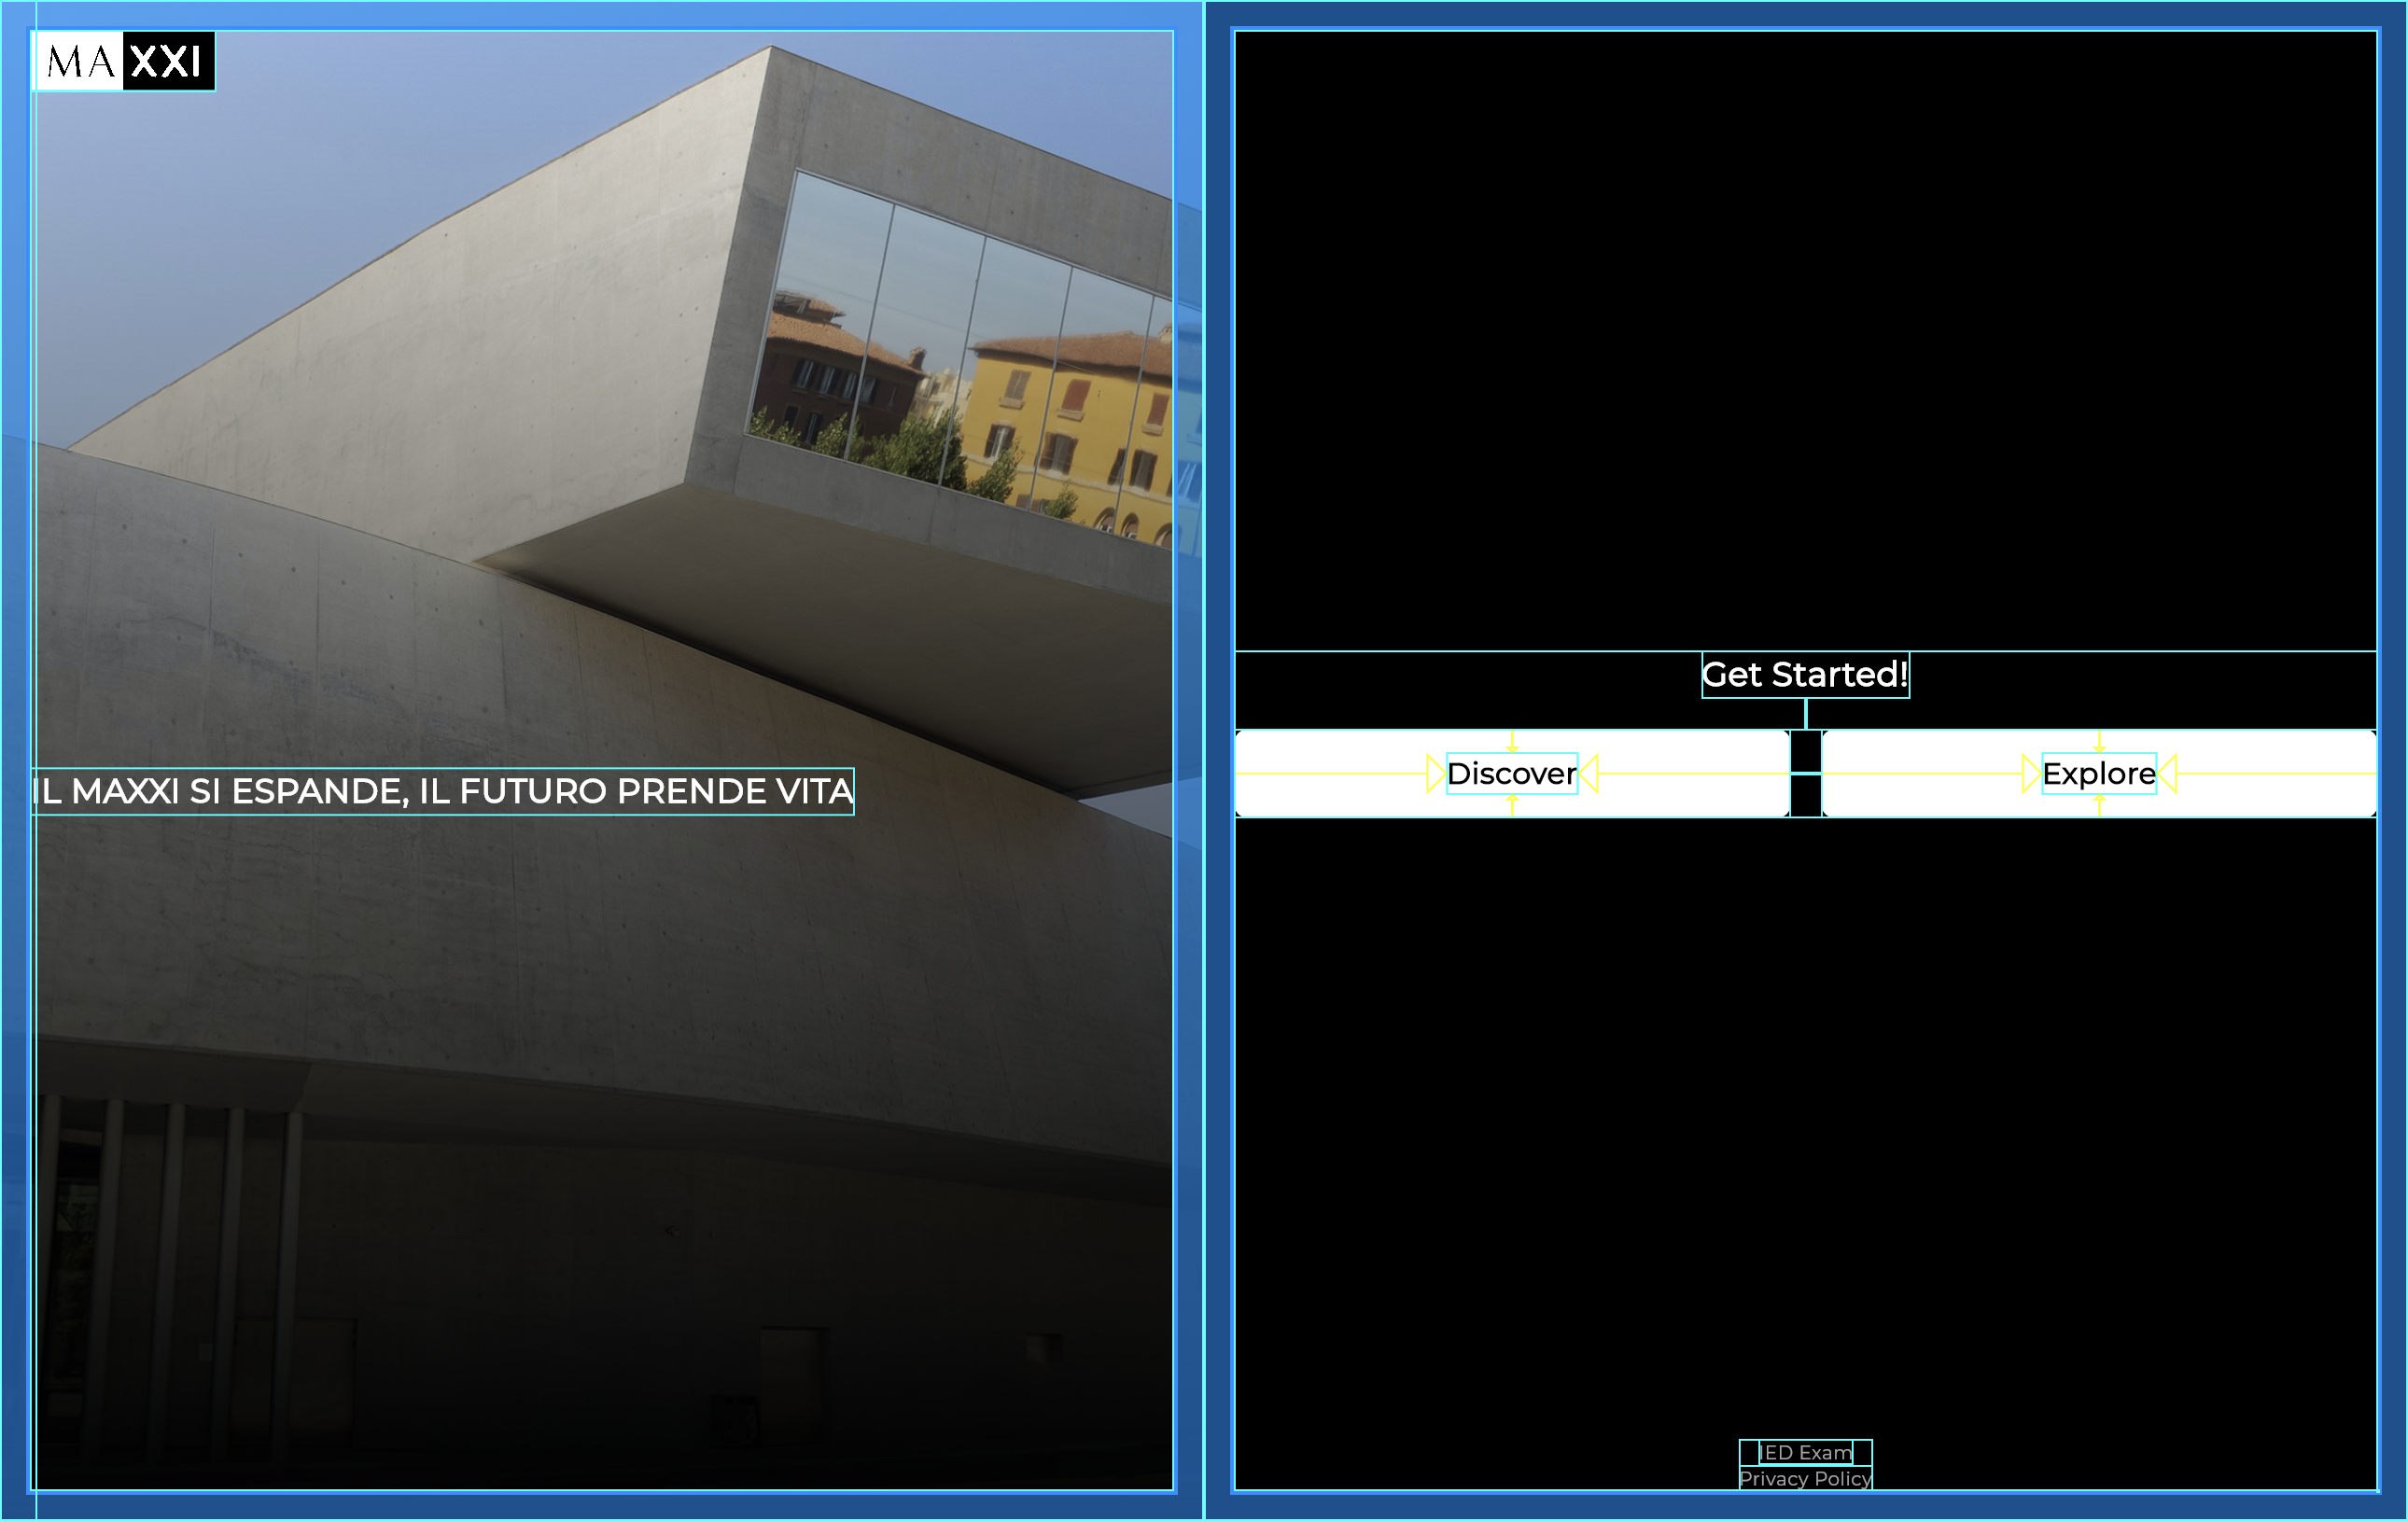 MAXXI
IL MAXXI SI ESPANDE, IL FUTURO PRENDE VITA
Get Started!
Discover
Explore
IED Exam
Privacy Policy